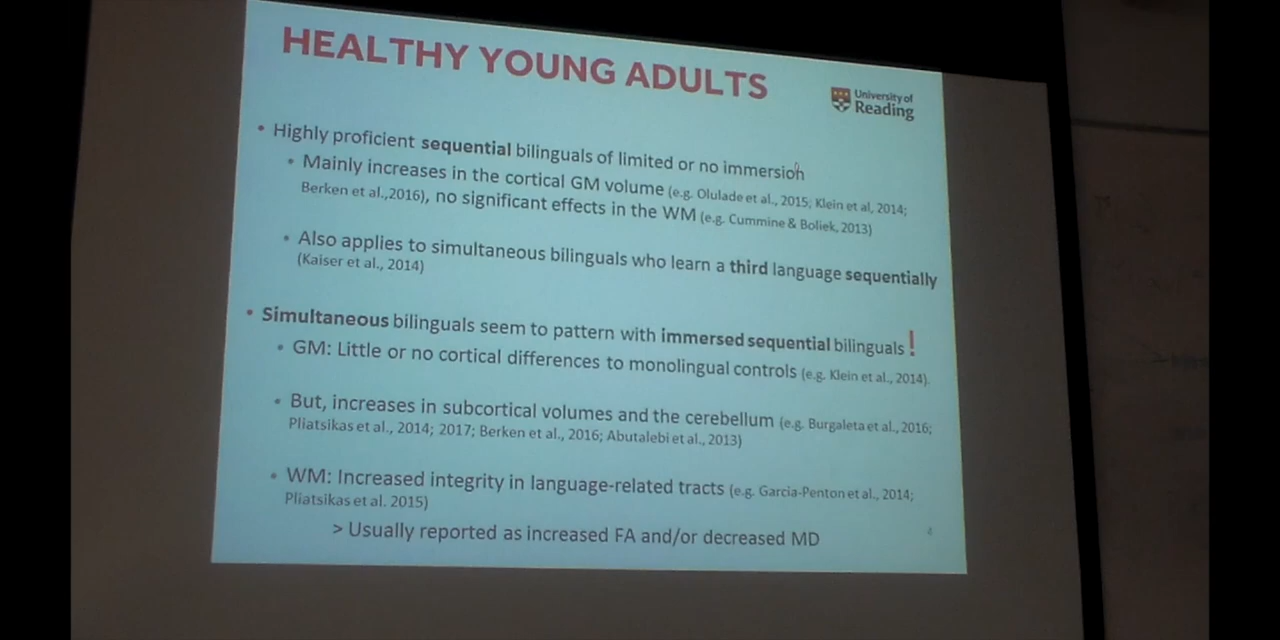 HEALTHY YOUNG ADULTS
University of
Reading
• Highly proficient sequential bilinguals of limited or no immersion
• Mainly increases in the cortical GM volume (e.g. Olulade et al., 2015; Klein et al, 2014;
Berken et al.,2016), no significant effects in the WM (e.g. Cummine & Boliek, 2013)
• Also applies to simultaneous bilinguals who learn a third language sequentially
(Kaiser et al., 2014)
• Simultaneous bilinguals seem to pattern with immersed sequential bilinguals!
• GM: Little or no cortical differences to monolingual controls (e.g. Klein et al., 2014).
• But, increases in subcortical volumes and the cerebellum (e.g. Burgaleta et al., 2016;
Pliatsikas et al., 2014; 2017; Berken et al., 2016; Abutalebi et al., 2013)
• WM: Increased integrity in language-related tracts (e.g. Garcia-Penton et al., 2014;
Pliatsikas et al. 2015)
> Usually reported as increased FA and/or decreased MD